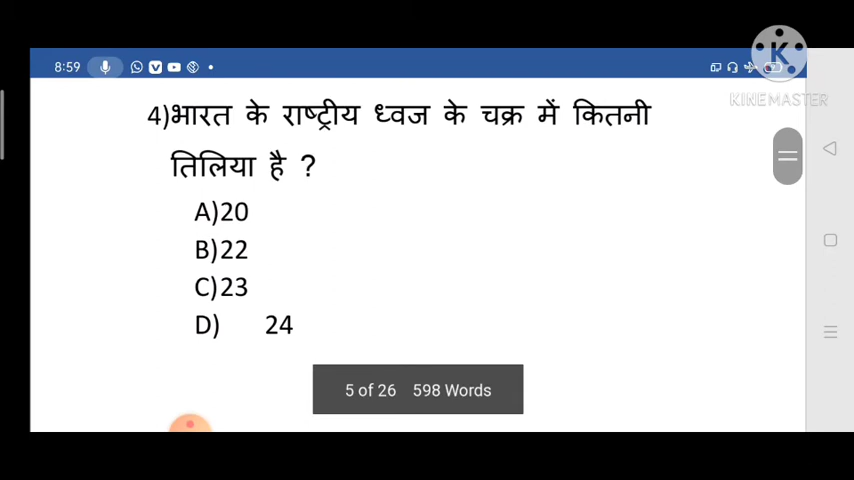 8:59
KINEMASTER
4)भारत के राष्ट्रीय ध्वज के चक्र में कितनी
तिलिया है ?
A)20
B)22
C)23
D) 24
5 of 26 598 Words